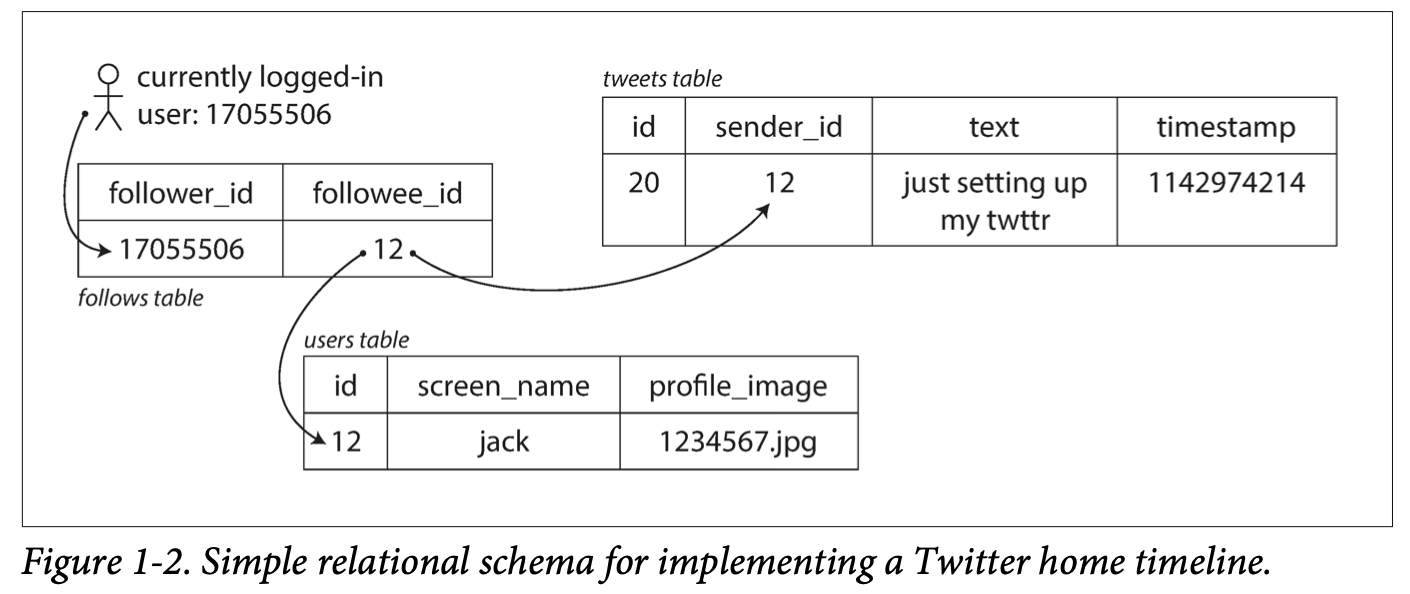 currently logged-in
user: 17055506
follower_id followee_id
17055506 12
follows table
tweets table
id sender_id text timestamp
20 12 just setting up 1142974214
my twttr
users table
id screen_name profile_image
12 jack 1234567.jpg
Figure 1-2. Simple relational schema for implementing a Twitter home timeline.